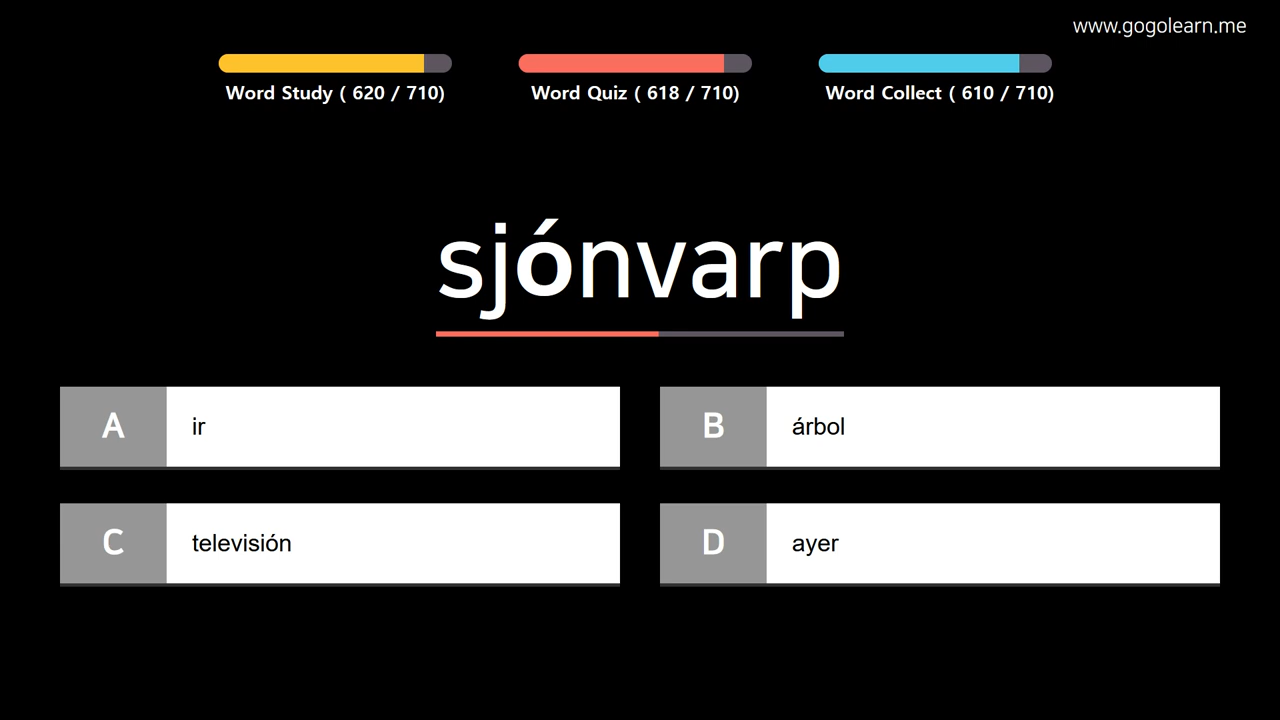 www.gogolearn.me
Word Study ( 620 / 710)
Word Quiz ( 618 / 710)
Word Collect ( 610 / 710)
sjónvarp
A ir
B árbol
C televisión
D ayer